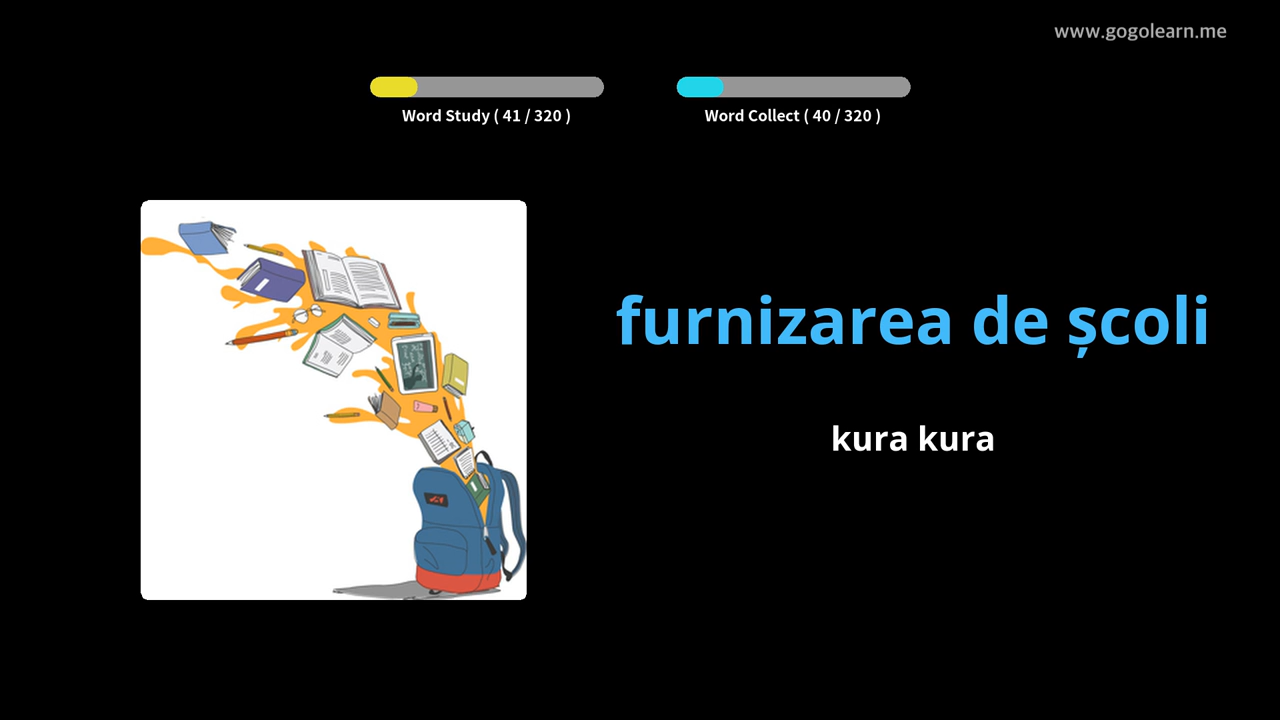 www.gogolearn.me
Word Study ( 41 / 320 )
Word Collect ( 40 / 320 )
furnizarea de școli
kura kura